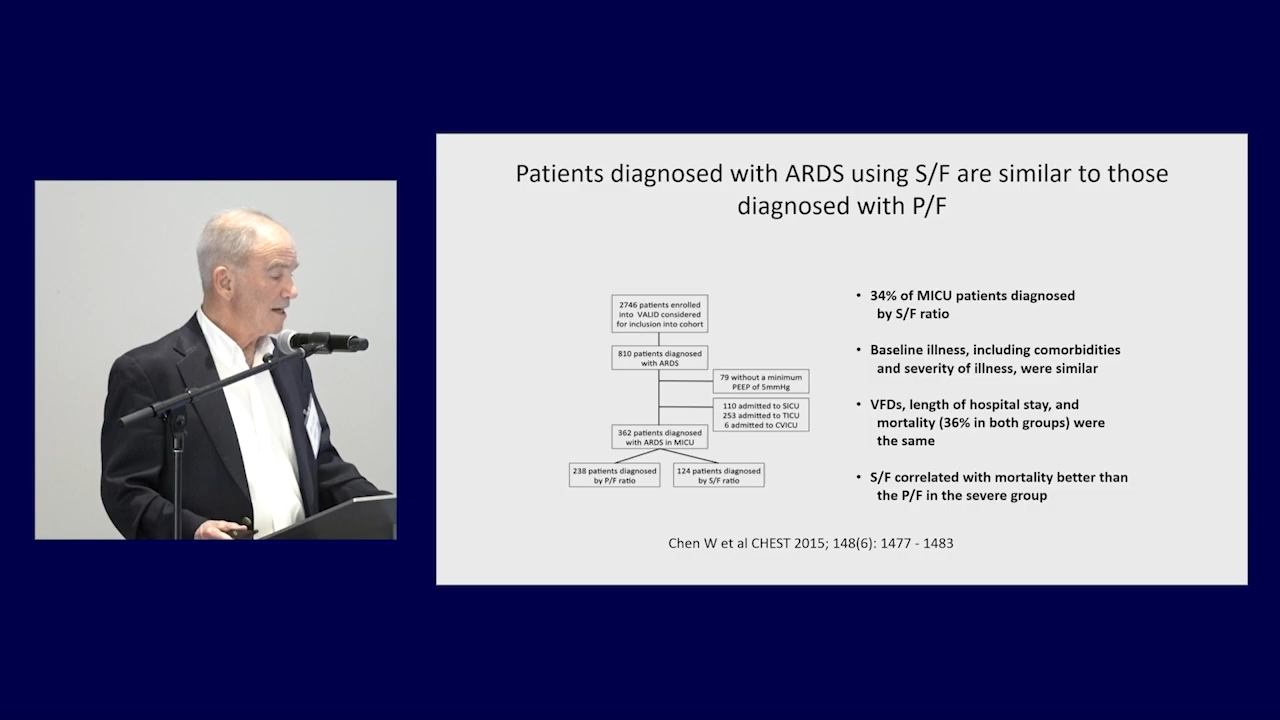 Patients diagnosed with ARDS using S/F are similar to those
diagnosed with P/F
2746 patients enrolled
into VALID considered
for inclusion into cohort
810 patients diagnosed
with ARDS
79 without a minimum
PEEP of 5mmHg
110 admitted to SICU
253 admitted to TICU
6 admitted to CVICU
362 patients diagnosed
with ARDS in MICU
238 patients diagnosed
by P/F ratio
124 patients diagnosed
by S/F ratio
• 34% of MICU patients diagnosed
by S/F ratio
• Baseline illness, including comorbidities
and severity of illness, were similar
• VFDs, length of hospital stay, and
mortality (36% in both groups) were
the same
• S/F correlated with mortality better than
the P/F in the severe group
Chen W et al CHEST 2015; 148(6): 1477 - 1483